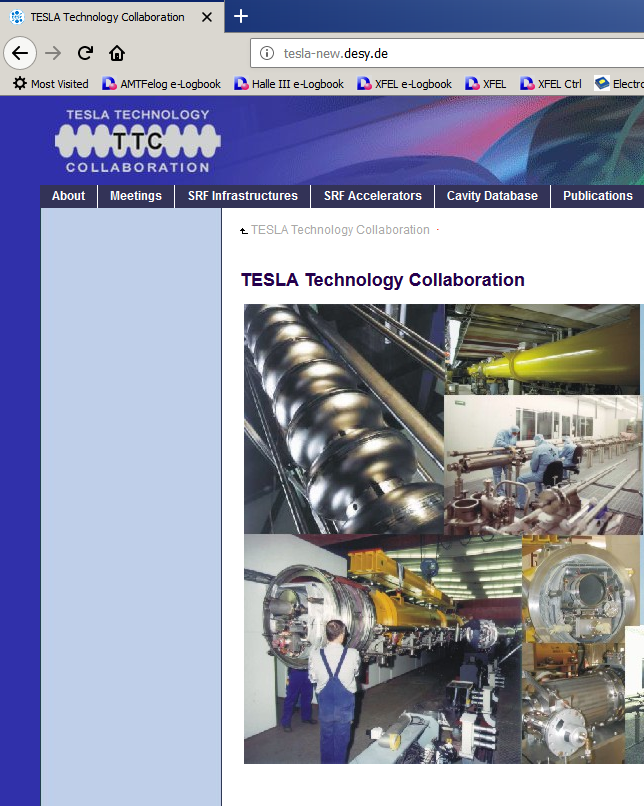 TESLA Technology Collaboration
tesla-new.desy.de
Most Visited AMTFelog e-Logbook Halle III e-Logbook XFEL e-Logbook XFEL XFEL Ctrl Electro
TESLA TECHNOLOGY
TTC
COLLABORATION
About Meetings SRF Infrastructures SRF Accelerators Cavity Database Publications
TESLA Technology Collaboration -
TESLA Technology Collaboration